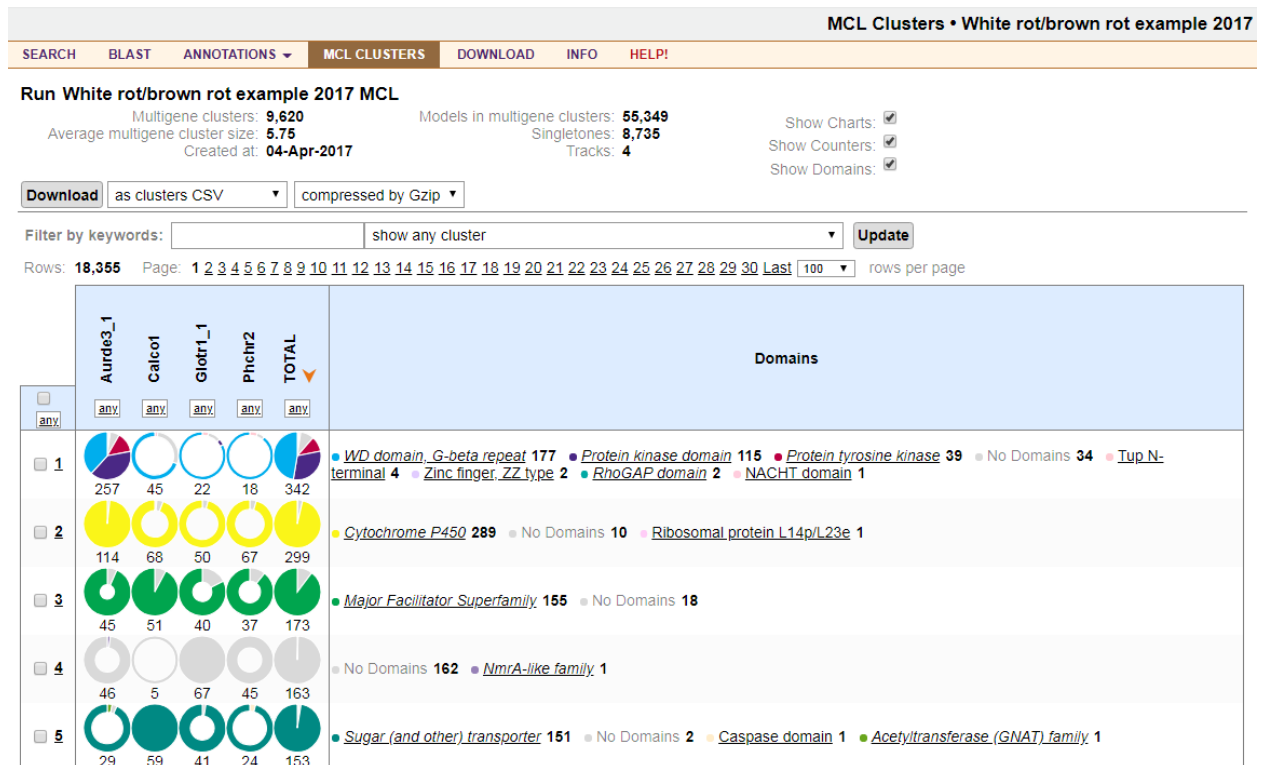 MCL Clusters • White rot/brown rot example 2017
SEARCH BLAST ANNOTATIONS MCL CLUSTERS DOWNLOAD INFO HELP!
Run White rot/brown rot example 2017 MCL
Multigene clusters: 9,620 Models in multigene clusters: 55,349 Show Charts:
Average multigene cluster size: 5.75 Singletones: 8,735 Show Counters:
Created at: 04-Apr-2017 Tracks: 4 Show Domains:
Download as clusters CSV compressed by Gzip
Filter by keywords: show any cluster Update
Rows: 18,355 Page: 1 2 3 4 5 6 7 8 9 10 11 12 13 14 15 16 17 18 19 20 21 22 23 24 25 26 27 28 29 30 Last 100 rows per page
Aurde3_1 Calco1 Glotr1_1 Phchr2 TOTAL Domains
any any any any any any
1 WD domain, G-beta repeat 177 Protein kinase domain 115 Protein tyrosine kinase 39 No Domains 34 Tup N-
terminal 4 Zinc finger, ZZ type 2 RhoGAP domain 2 NACHT domain 1
257 45 22 18 342
2 Cytochrome P450 289 No Domains 10 Ribosomal protein L14p/L23e 1
114 68 50 67 299
3 Major Facilitator Superfamily 155 No Domains 18
45 51 40 37 173
4 No Domains 162 NmrA-like family 1
46 5 67 45 163
5 Sugar (and other) transporter 151 No Domains 2 Caspase domain 1 Acetyltransferase (GNAT) family 1
29 59 41 24 153